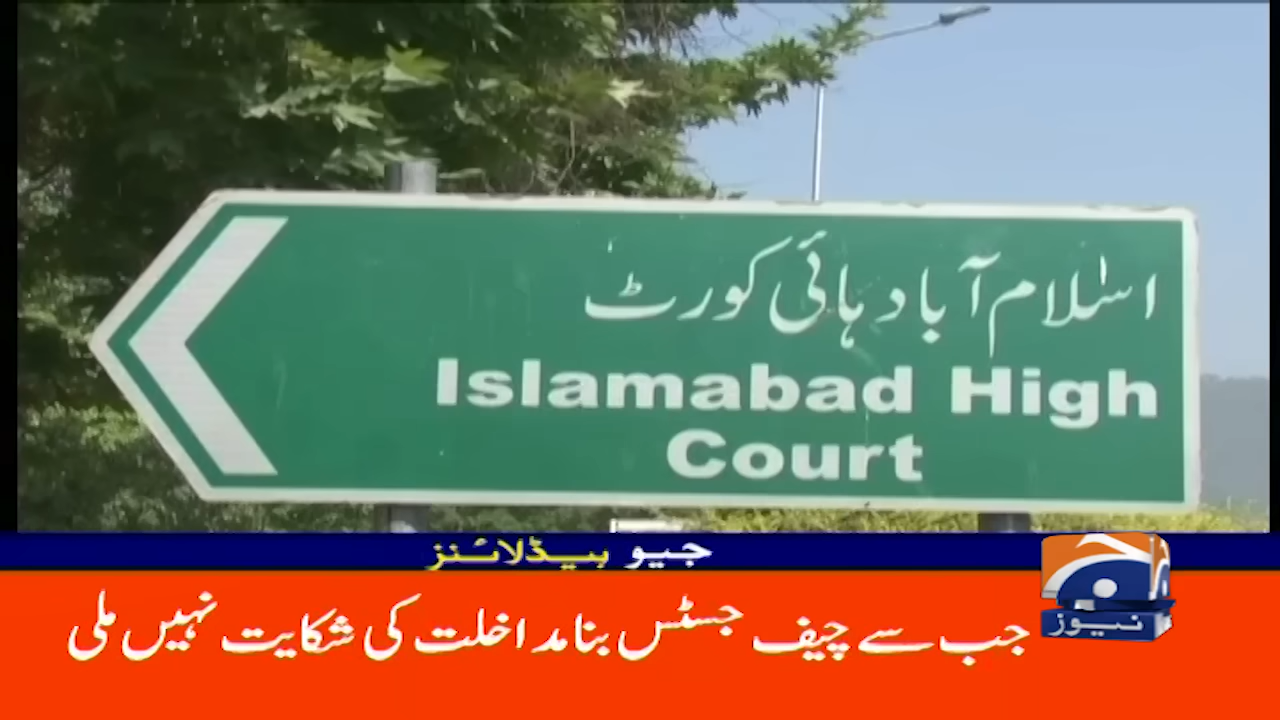 اسلام آباد ہائی کورٹ
Islamabad High
Court
جیو ہیڈلائنز
جب سے چیف جسٹس بنا مداخلت کی شکایت نہیں ملی
نیوز